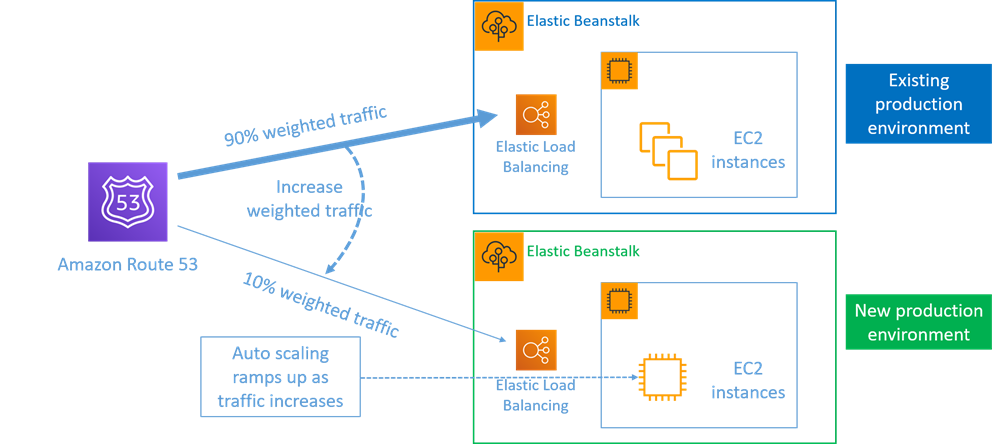 Elastic Beanstalk
Existing
production
environment
90% weighted traffic
Elastic Load
Balancing
EC2
instances
Increase
weighted traffic
53
Amazon Route 53
10% weighted traffic
Elastic Beanstalk
New production
environment
Auto scaling
ramps up as
traffic increases
Elastic Load
Balancing
EC2
instances